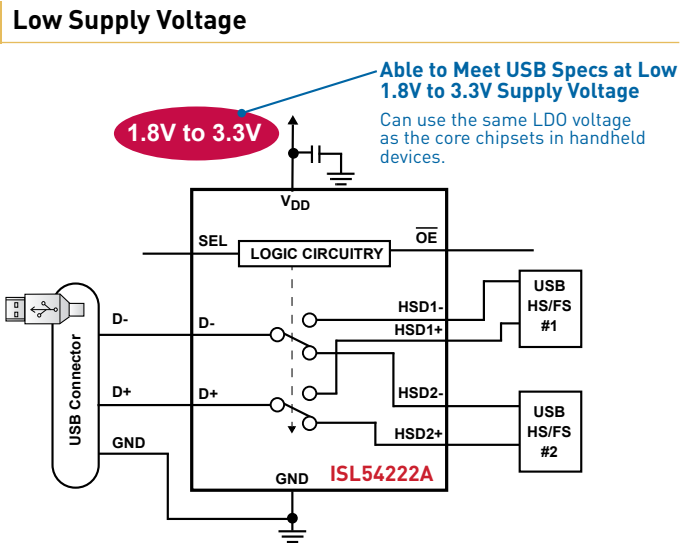 Low Supply Voltage
Able to Meet USB Specs at Low
1.8V to 3.3V Supply Voltage
Can use the same LDO voltage
as the core chipsets in handheld
devices.
1.8V to 3.3V
VDD
SEL
LOGIC CIRCUITRY
OE
USB
HS/FS
#1
HSD1-
HSD1+
D-
D-
USB Connector
D+
D+
HSD2-
HSD2+
USB
HS/FS
#2
GND
GND
ISL54222A